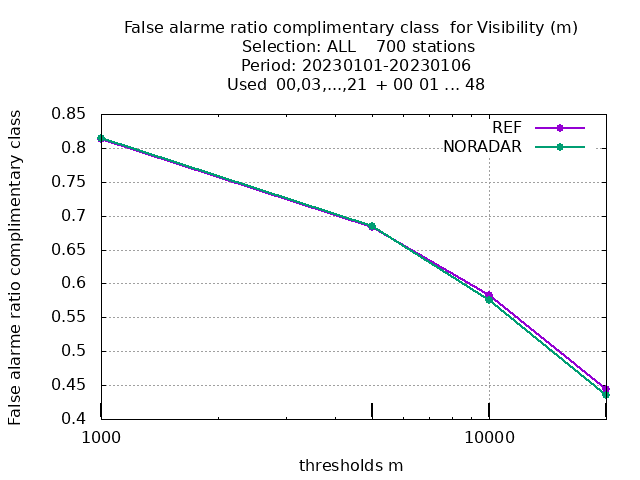 False alarme ratio complimentary class  for Visibility (m)
Selection: ALL    700 stations
Period: 20230101-20230106
Used  00,03,...,21  + 00 01 ... 48
False alarme ratio complimentary class
0.85
0.8
0.75
0.7
0.65
0.6
0.55
0.5
0.45
0.4
REF
NORADAR
1000
10000
thresholds m